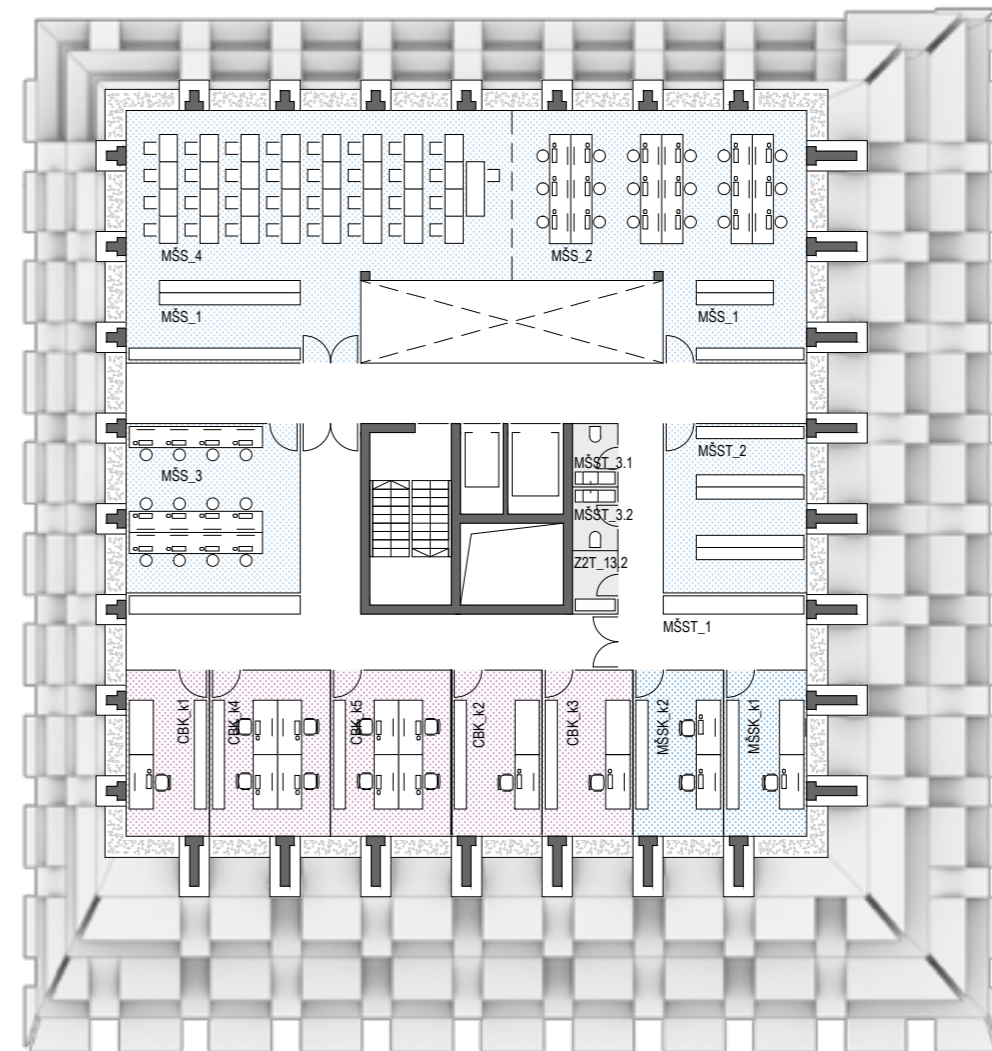 MŠS_4
MŠS_2
MŠS_1
MŠS_1
MŠST_2
MŠST_3.1
MŠS_3
MŠST_3.2
Z2T_13.2
MŠST_1
CBK_k1
CBK_k4
CBK_k5
CBK_k2
CBK_k3
MŠSK_k2
MŠSK_k1